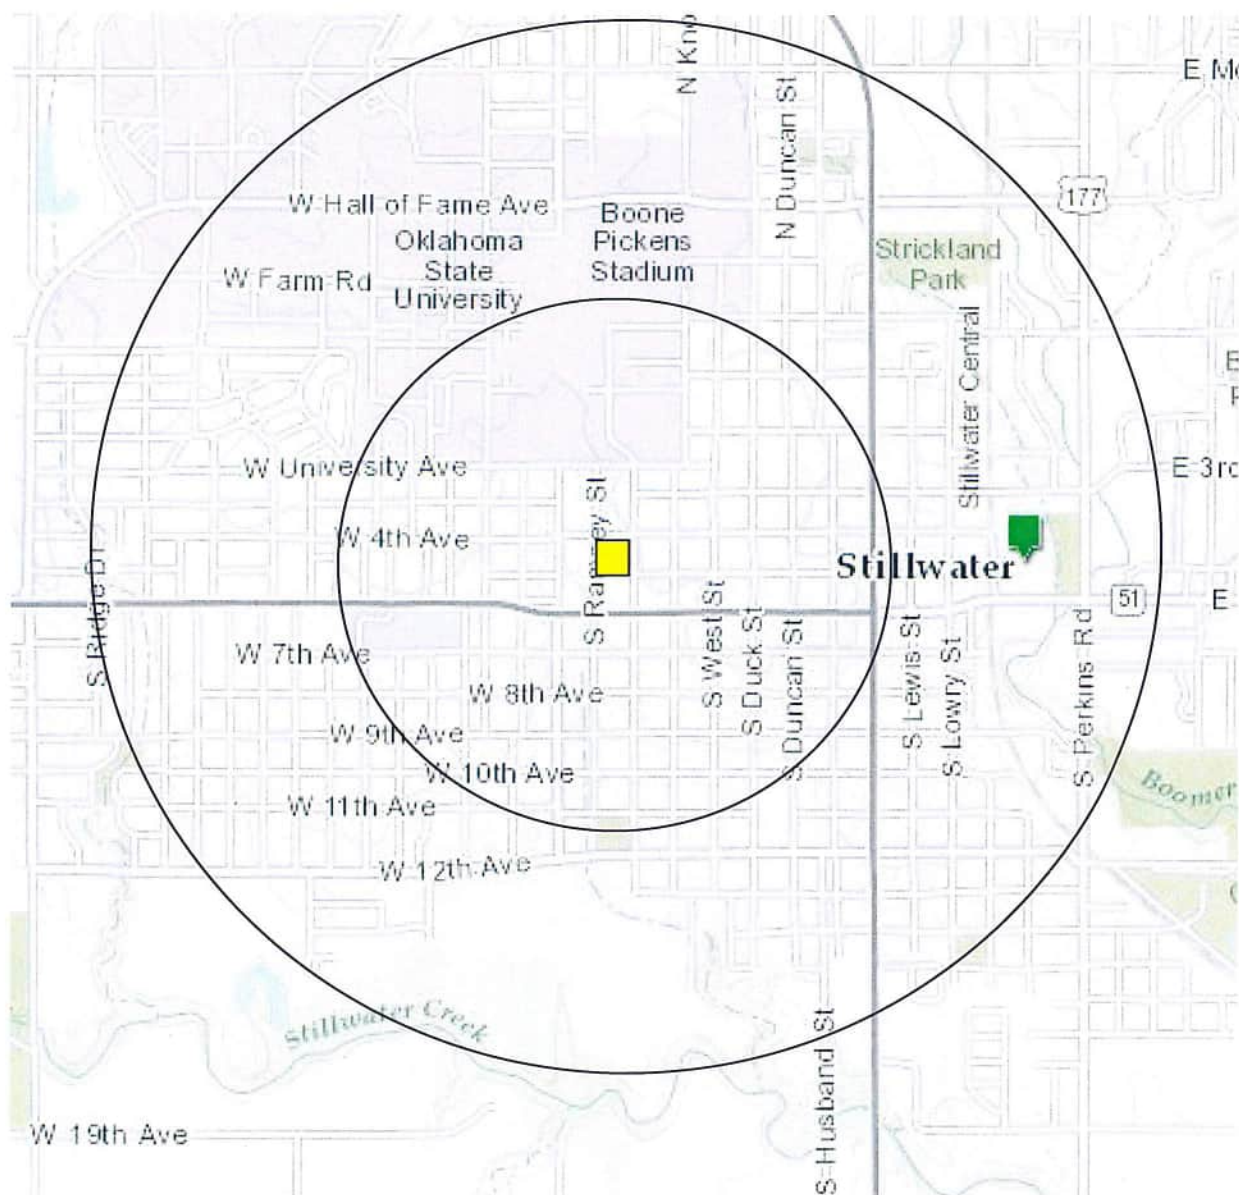 N Kno
E Mo
N Duncan St
177
W Hall of Fame Ave
Boone
Pickens
Stadium
Oklahoma
State
University
W Farm Rd
Strickland
Park
Stillwater Central
W University Ave
E 3rd
W 4th Ave
Stillwater
51
E
S Ridge Dr
W 7th Ave
W 8th Ave
S West St
S Duck St
S Duncan St
S Lewis St
S Lowry St
S Perkins Rd
W 9th Ave
W 10th Ave
Boomer
W 11th Ave
W 12th Ave
Stillwater Creek
S Husband St
W 19th Ave